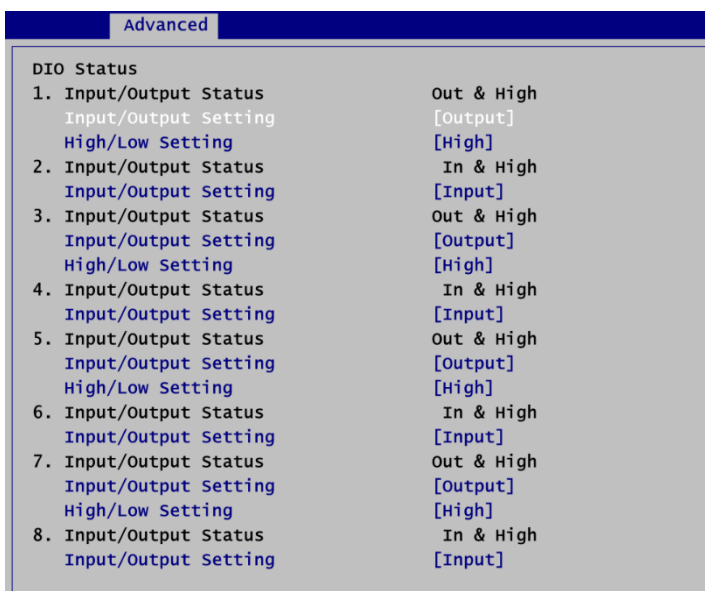 Advanced
DIO Status
1. Input/Output Status Out & High
Input/Output Setting [Output]
High/Low Setting [High]
2. Input/Output Status In & High
Input/Output Setting [Input]
3. Input/Output Status Out & High
Input/Output Setting [Output]
High/Low Setting [High]
4. Input/Output Status In & High
Input/Output Setting [Input]
5. Input/Output Status Out & High
Input/Output Setting [Output]
High/Low Setting [High]
6. Input/Output Status In & High
Input/Output Setting [Input]
7. Input/Output Status Out & High
Input/Output Setting [Output]
High/Low Setting [High]
8. Input/Output Status In & High
Input/Output Setting [Input]